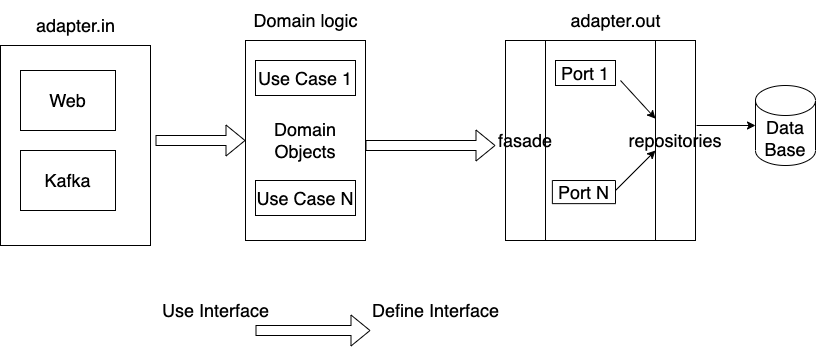 adapter.in
Web
Kafka
Domain logic
Use Case 1
Domain
Objects
Use Case N
adapter.out
fasade
Port 1
Port N
repositories
Data
Base
Use Interface
Define Interface